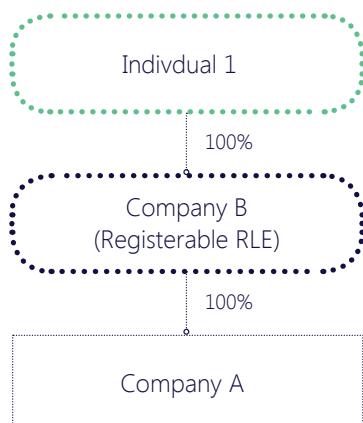 Indivdual 1
100%
Company B
(Registerable RLE)
100%
Company A